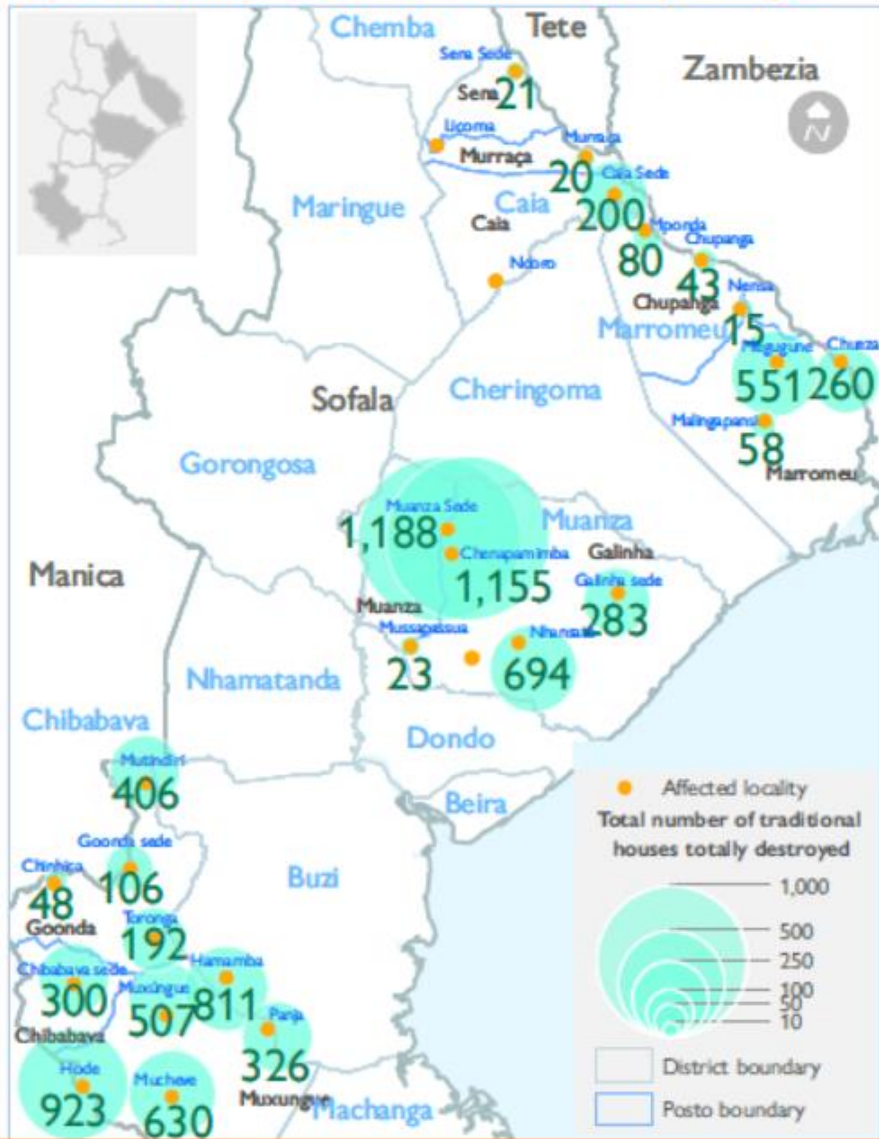 Chemba
Tete
Sena Sede
Zambezia
Sena
21
N
Licoma
Murraça
Murraça
20
Caia Sede
Maringue
Caia
200
Caia
Mponda
80
Chupanga
43
Ndoro
Nensa
Chupanga
15
Marromeu
Chueza
551
260
Cheringoma
Sofala
Malingapansi
58
Gorongosa
Marromeu
Muanza Sede
Muanza
1,188
Galinha
Chenapamimba
Manica
1,155
Galinha sede
Muanza
283
Mussapassua
23
694
Nhamatanda
Chibabava
Dondo
Mutindiri
406
Beira
Goonda sede
Chinhica
106
Buzi
48
Goonda
Toronga
192
Chibabava sede
Hamamba
300
Muxúngue
811
507
Panja
Chibabava
326
Hode
Mucheve
923
630
Muxungue
Machanga
Affected locality
Total number of traditional
houses totally destroyed
1,000
500
250
100
50
10
District boundary
Posto boundary